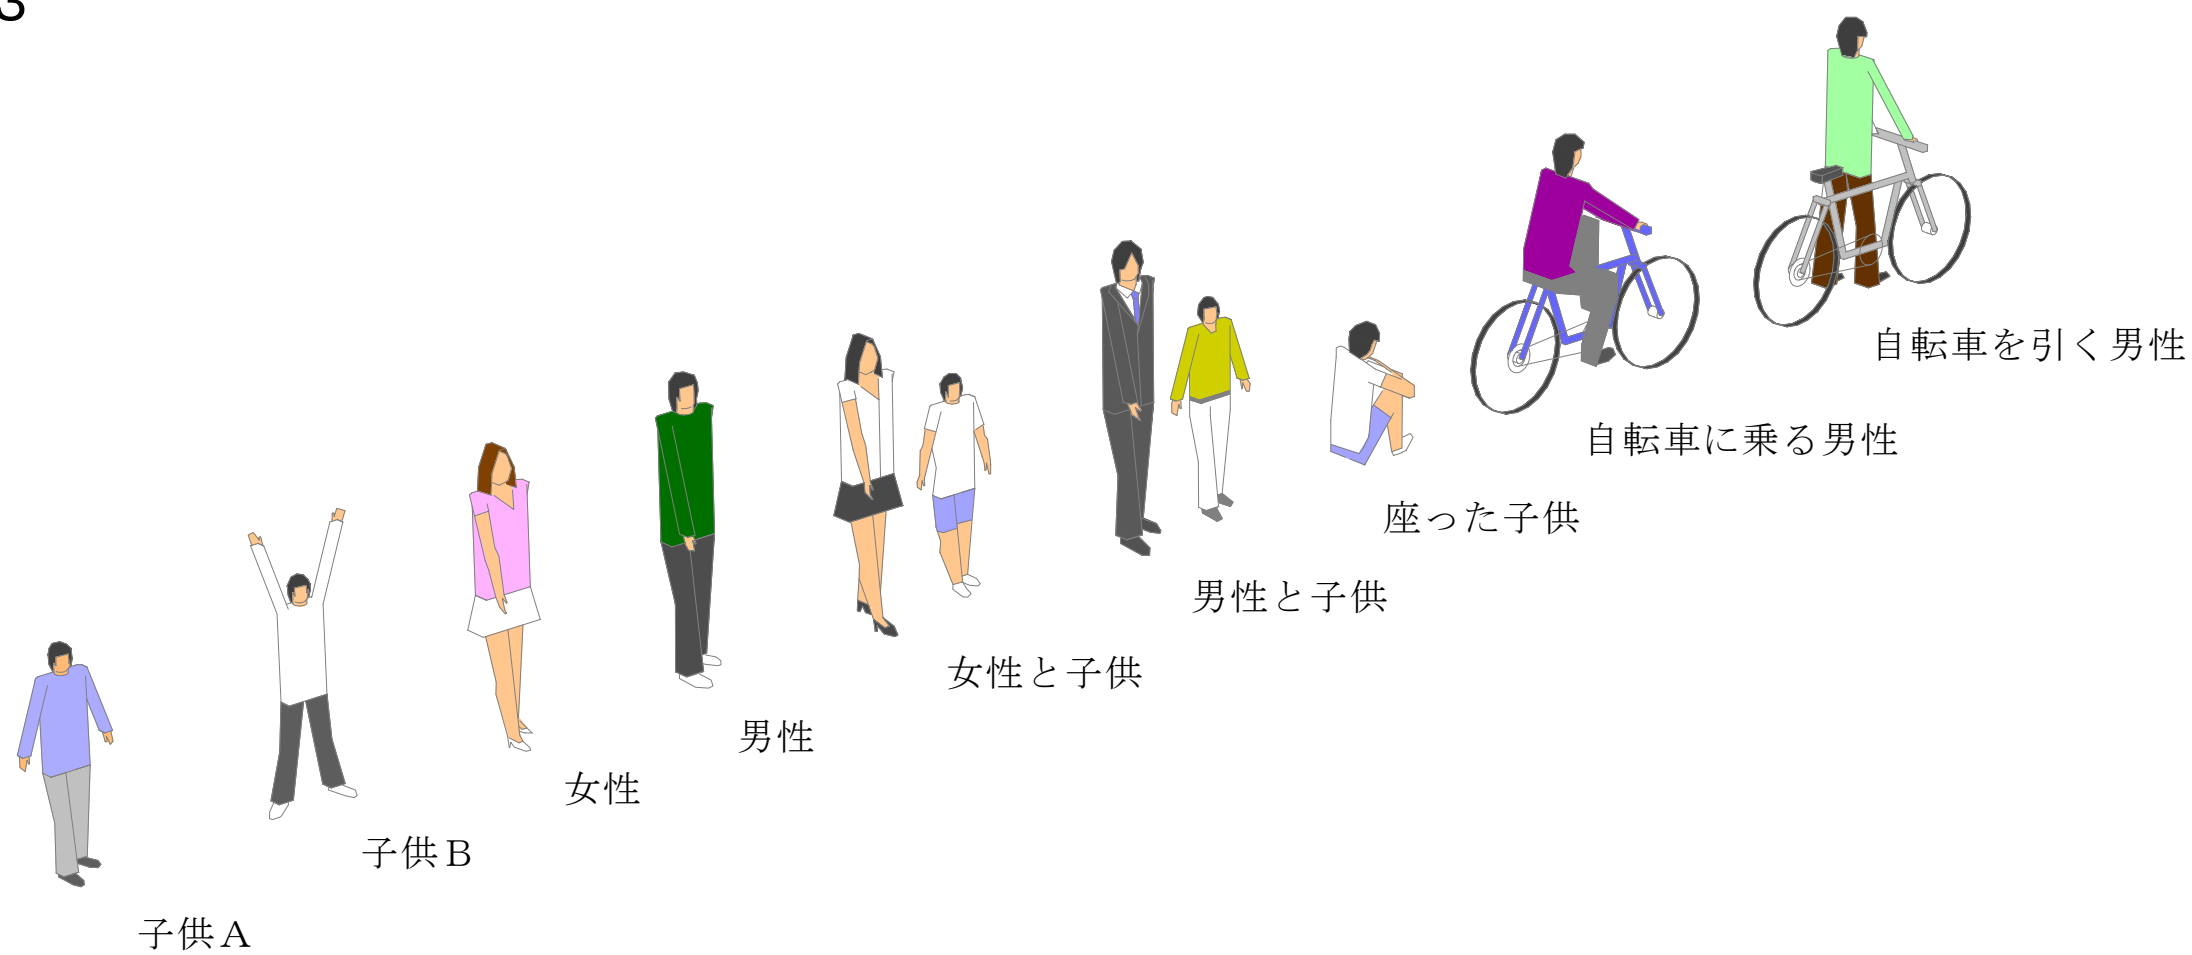 3
自転車を引く男性
自転車に乗る男性
座った子供
男性と子供
女性と子供
男性
女性
子供B
子供A